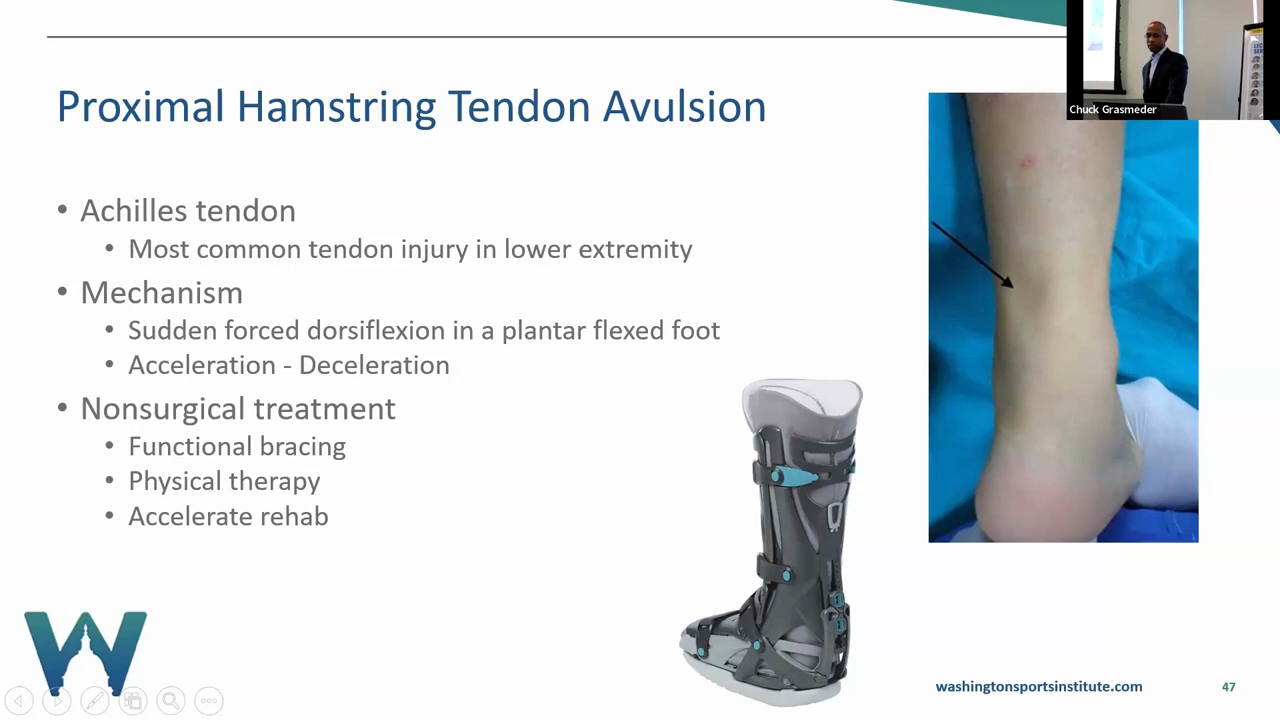 Proximal Hamstring Tendon Avulsion
• Achilles tendon
• Most common tendon injury in lower extremity
• Mechanism
• Sudden forced dorsiflexion in a plantar flexed foot
• Acceleration - Deceleration
• Nonsurgical treatment
• Functional bracing
• Physical therapy
• Accelerate rehab
Chuck Grasmeder
W
washingtonsportsinstitute.com
47